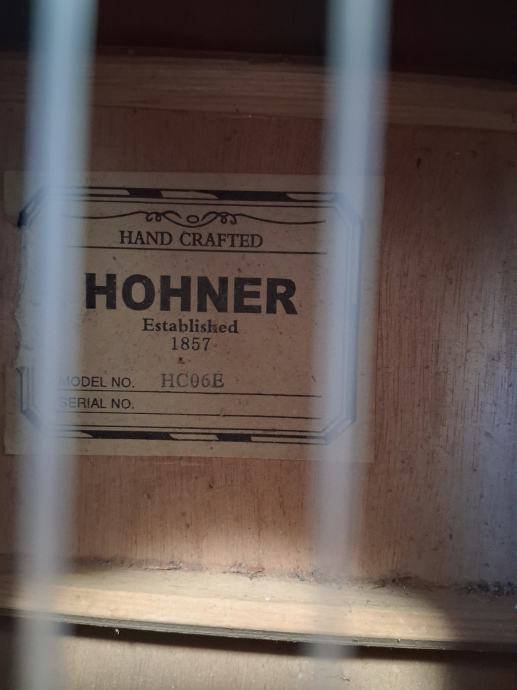 HAND CRAFTED
HOHNER
Established
1857
MODEL NO. HC06E
SERIAL NO.